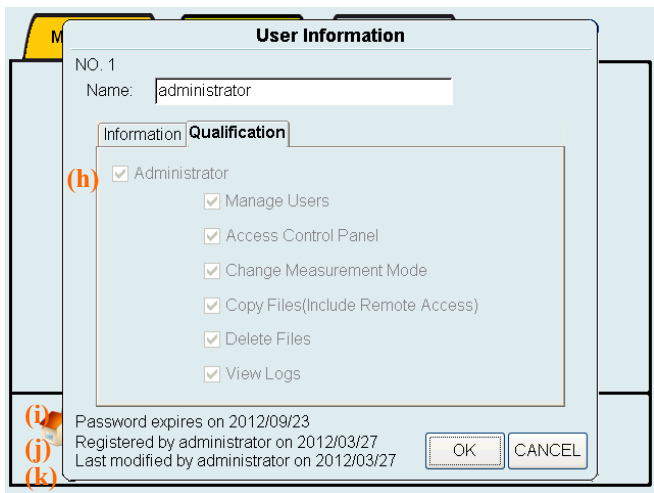 M
User Information
NO. 1
Name: administrator
Information Qualification
(h) Administrator
Manage Users
Access Control Panel
Change Measurement Mode
Copy Files(Include Remote Access)
Delete Files
View Logs
(i) Password expires on 2012/09/23
(j) Registered by administrator on 2012/03/27
(k) Last modified by administrator on 2012/03/27
OK CANCEL